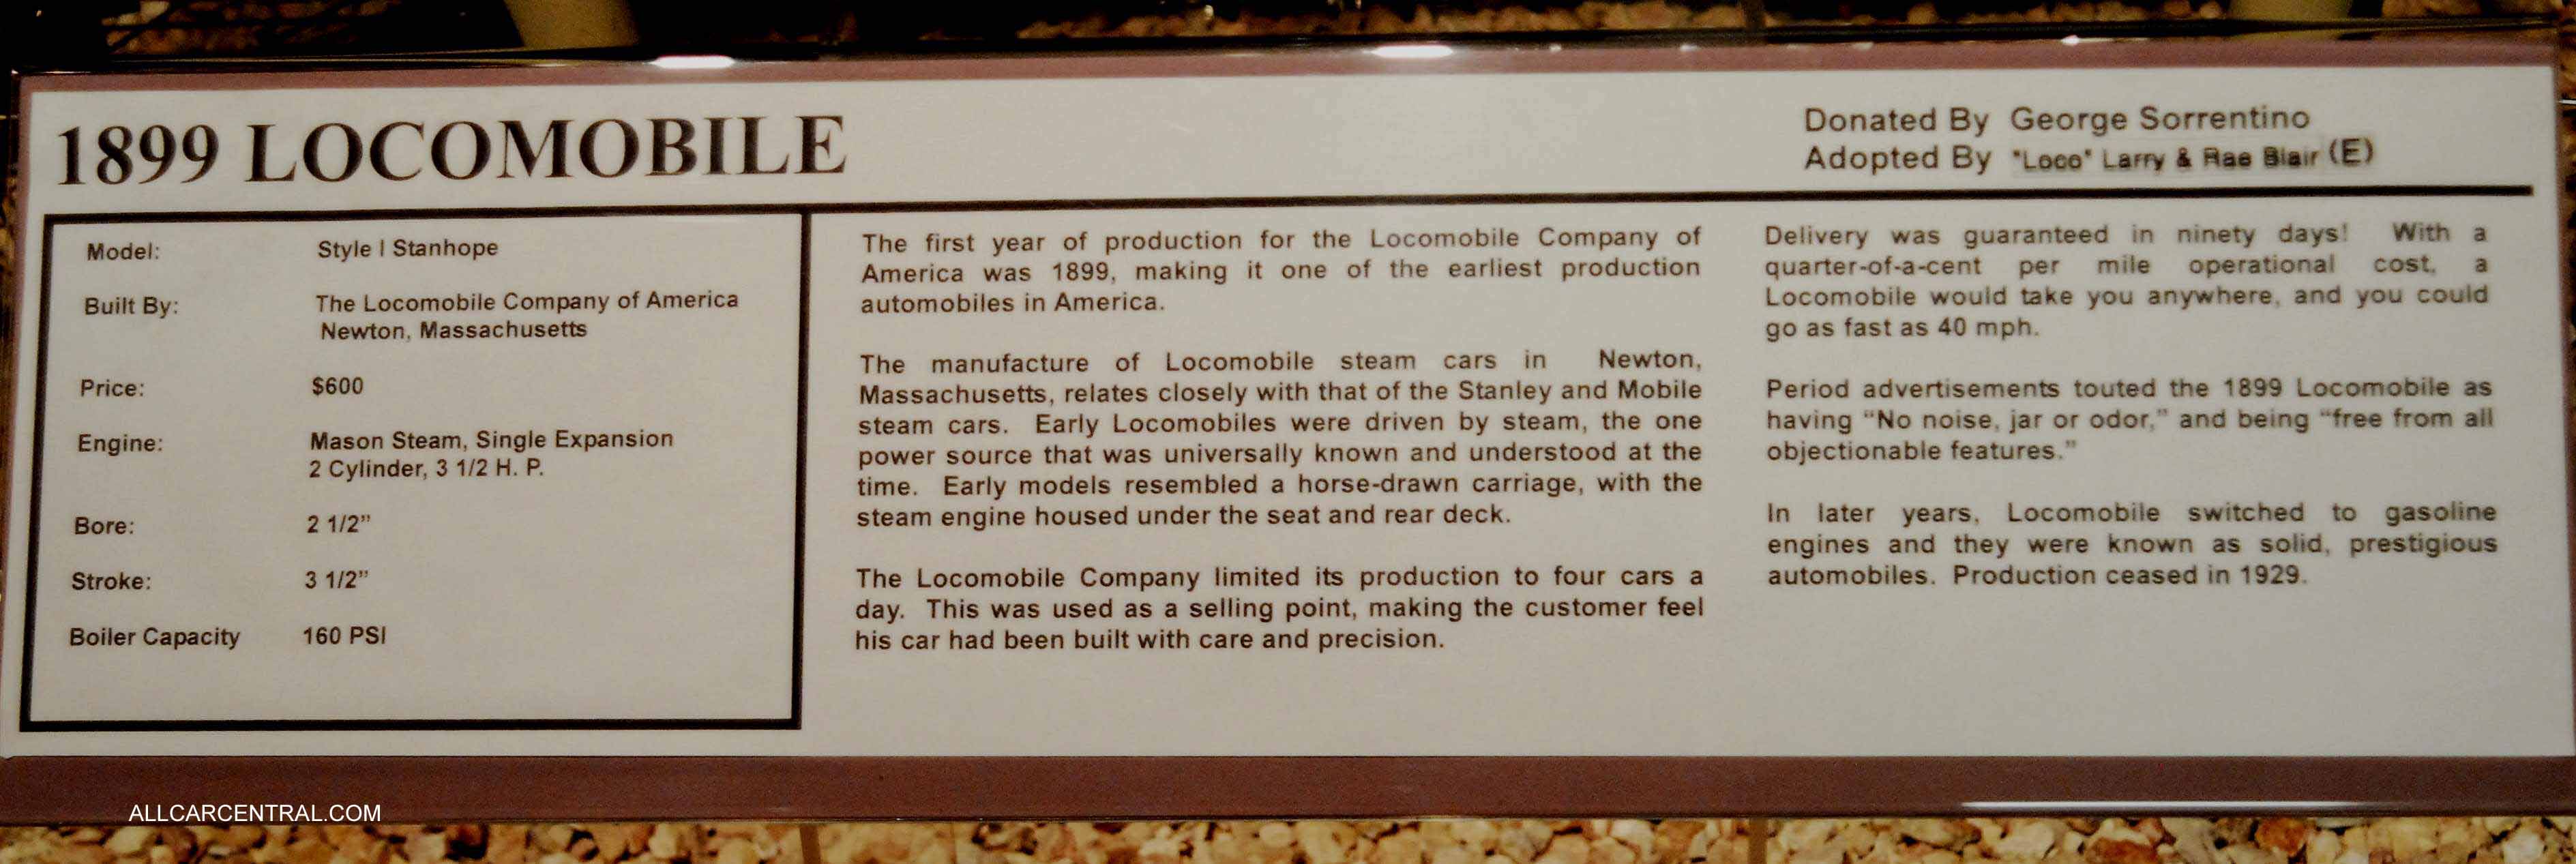 1899 LOCOMOBILE
Donated By George Sorrentino
Adopted By "Loco" Larry & Rae Blair (E)
Model: Style I Stanhope
Built By: The Locomobile Company of America
Newton, Massachusetts
Price: $600
Engine: Mason Steam, Single Expansion
2 Cylinder, 3 1/2 H. P.
Bore: 2 1/2”
Stroke: 3 1/2”
Boiler Capacity 160 PSI
The first year of production for the Locomobile Company of
America was 1899, making it one of the earliest production
automobiles in America.
The manufacture of Locomobile steam cars in Newton,
Massachusetts, relates closely with that of the Stanley and Mobile
steam cars. Early Locomobiles were driven by steam, the one
power source that was universally known and understood at the
time. Early models resembled a horse-drawn carriage, with the
steam engine housed under the seat and rear deck.
The Locomobile Company limited its production to four cars a
day. This was used as a selling point, making the customer feel
his car had been built with care and precision.
Delivery was guaranteed in ninety days! With a
quarter-of-a-cent per mile operational cost, a
Locomobile would take you anywhere, and you could
go as fast as 40 mph.
Period advertisements touted the 1899 Locomobile as
having “No noise, jar or odor,” and being “free from all
objectionable features.”
In later years, Locomobile switched to gasoline
engines and they were known as solid, prestigious
automobiles. Production ceased in 1929.
ALLCARCENTRAL.COM